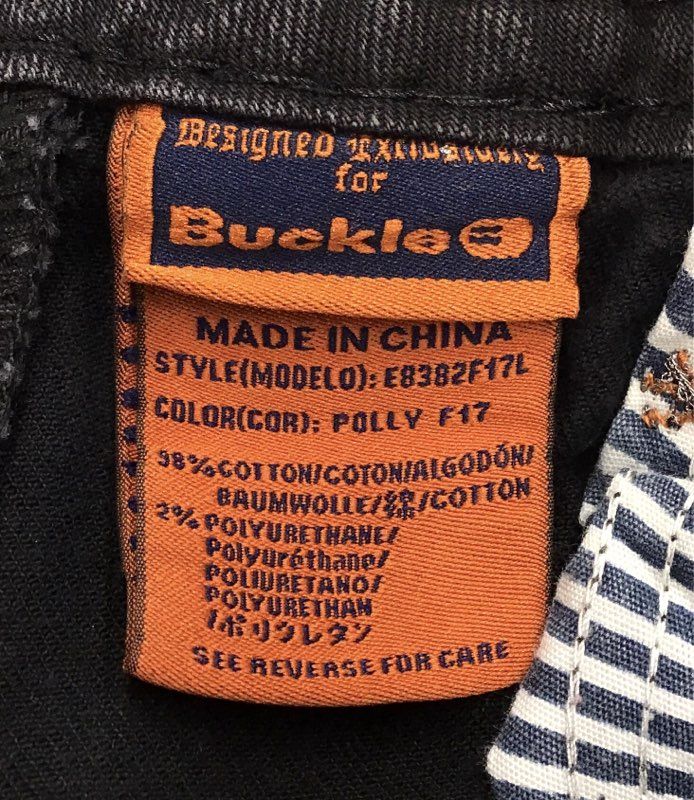 Designed Exclusively
for
Buckle
MADE IN CHINA
STYLE(MODELO): E8382F17L
COLOR(COR): POLLY F17
98% COTTON/COTON/ALGODÓN/
BAUMWOLLE/綿/COTTON
2% POLYURETHANE/
Polyuréthane/
POLIURETANO/
POLYURETHAN
/ポリウレタン
SEE REVERSE FOR CARE